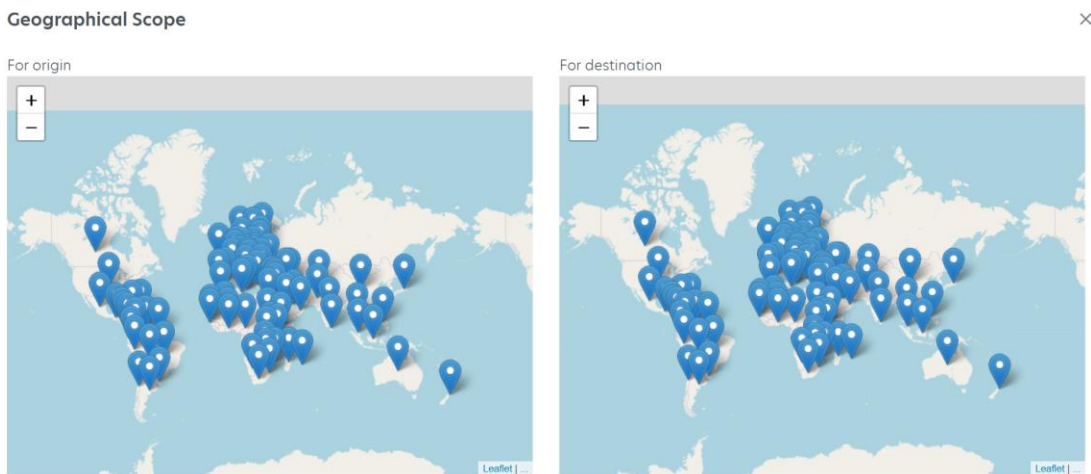 Geographical Scope
×
For origin
For destination
+
−
+
−
Leaflet | ...
Leaflet | ...